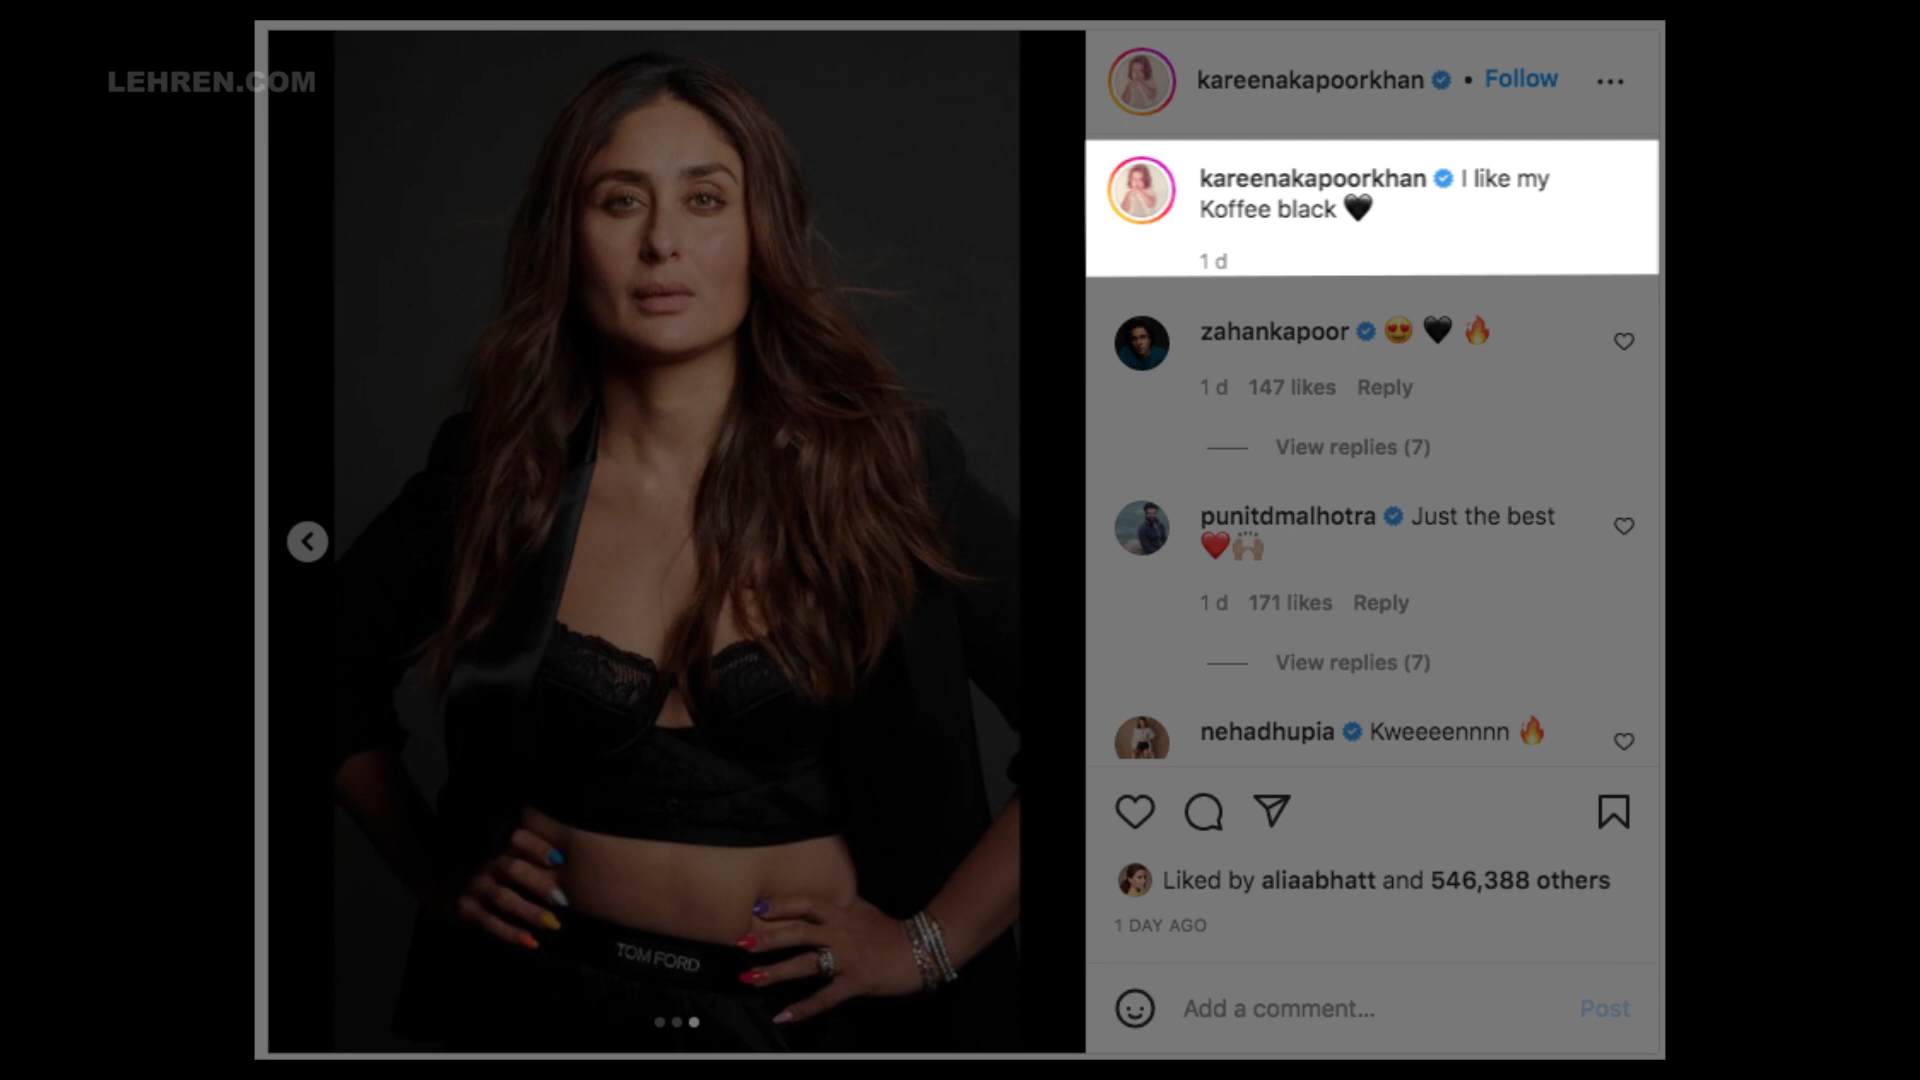 LEHREN.COM
kareenakapoorkhan • Follow ...
kareenakapoorkhan I like my
Koffee black 🖤
1 d
zahankapoor 😍 🖤 🔥
1 d 147 likes Reply
View replies (7)
punitdmalhotra Just the best
❤️🙌🏼
1 d 171 likes Reply
View replies (7)
nehadhupia Kweeeennnn 🔥
Liked by aliaabhatt and 546,388 others
1 DAY AGO
Add a comment... Post
TOM FORD